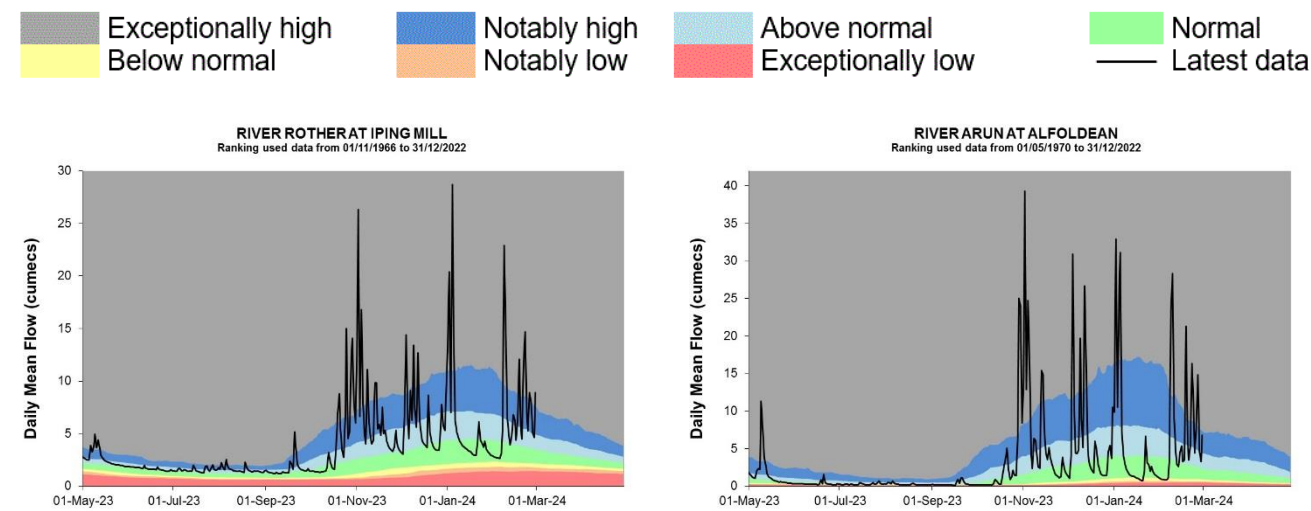 Exceptionally high Notably high Above normal Normal
Below normal Notably low Exceptionally low Latest data
RIVER ROTHER AT IPING MILL
Ranking used data from 01/11/1966 to 31/12/2022
Daily Mean Flow (cumecs)
30
25
20
15
10
5
0
01-May-23 01-Jul-23 01-Sep-23 01-Nov-23 01-Jan-24 01-Mar-24
RIVER ARUN AT ALFOLDEAN
Ranking used data from 01/05/1970 to 31/12/2022
Daily Mean Flow (cumecs)
40
35
30
25
20
15
10
5
0
01-May-23 01-Jul-23 01-Sep-23 01-Nov-23 01-Jan-24 01-Mar-24